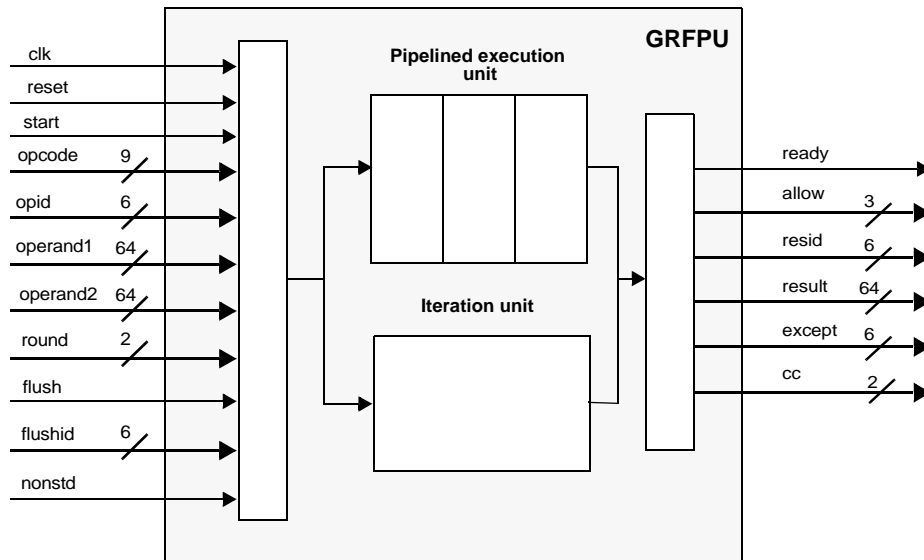 GRFPU
clk
reset
start
opcode 9
opid 6
operand1 64
operand2 64
round 2
flush
flushid 6
nonstd
Pipelined execution
unit
Iteration unit
ready
allow 3
resid 6
result 64
except 6
cc 2